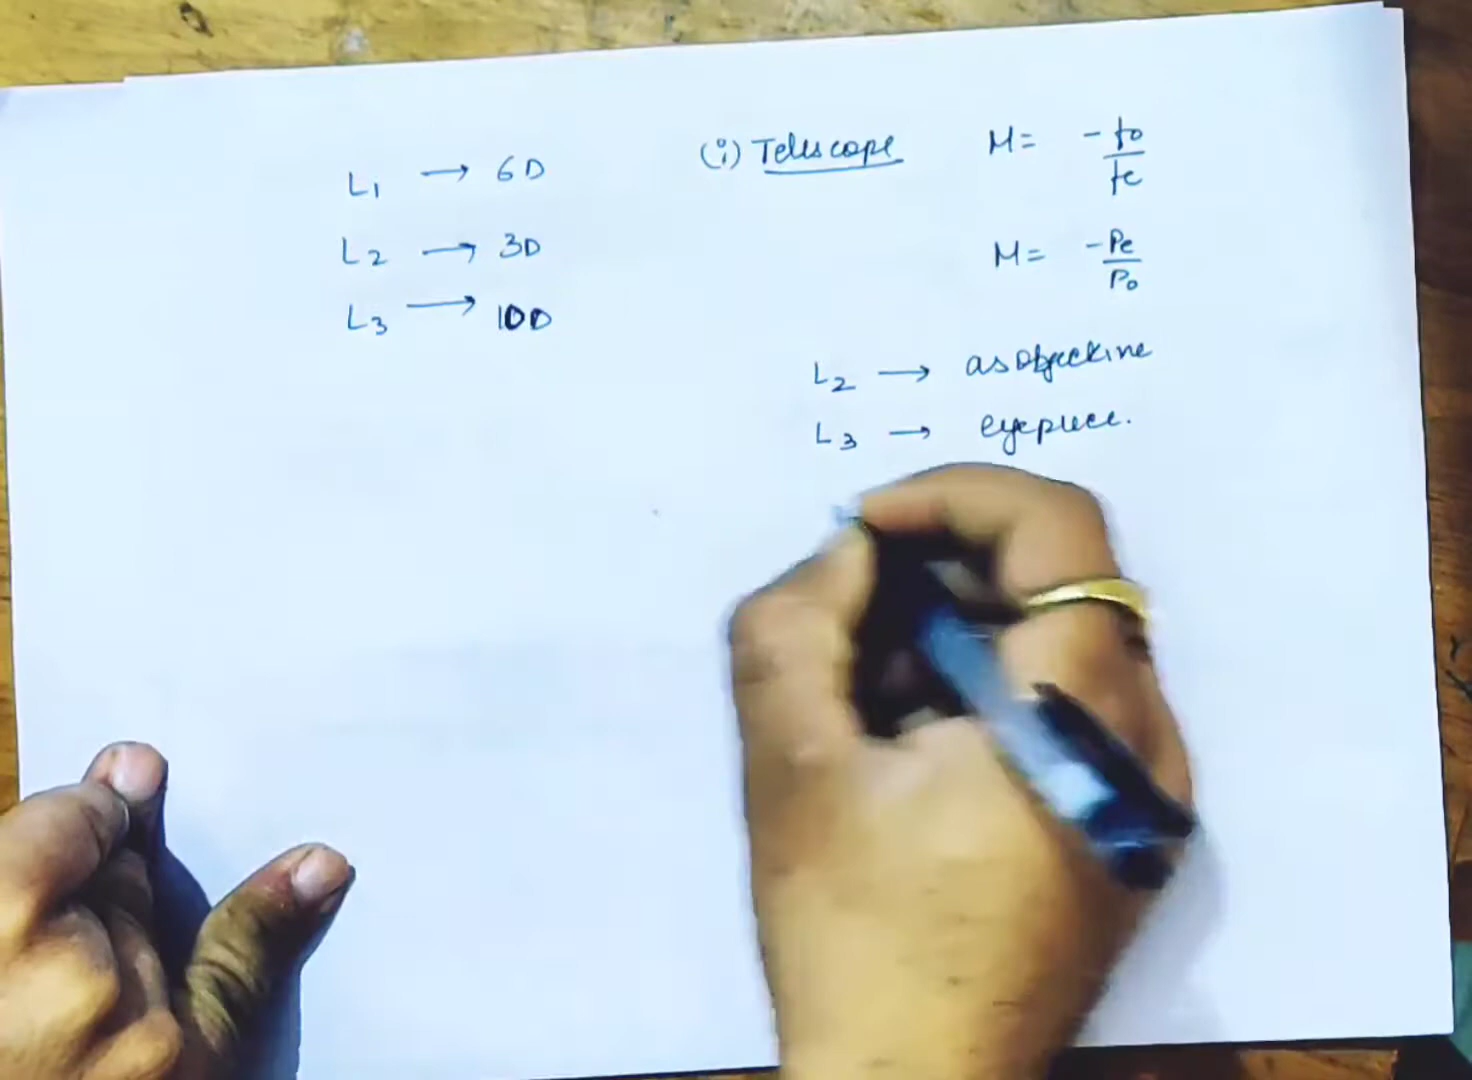 L1 → 6D
L2 → 3D
L3 → 10D
(i) Telescope M = -fo/fe
M = -Pe/Po
L2 → as objective
L3 → eyepiece.